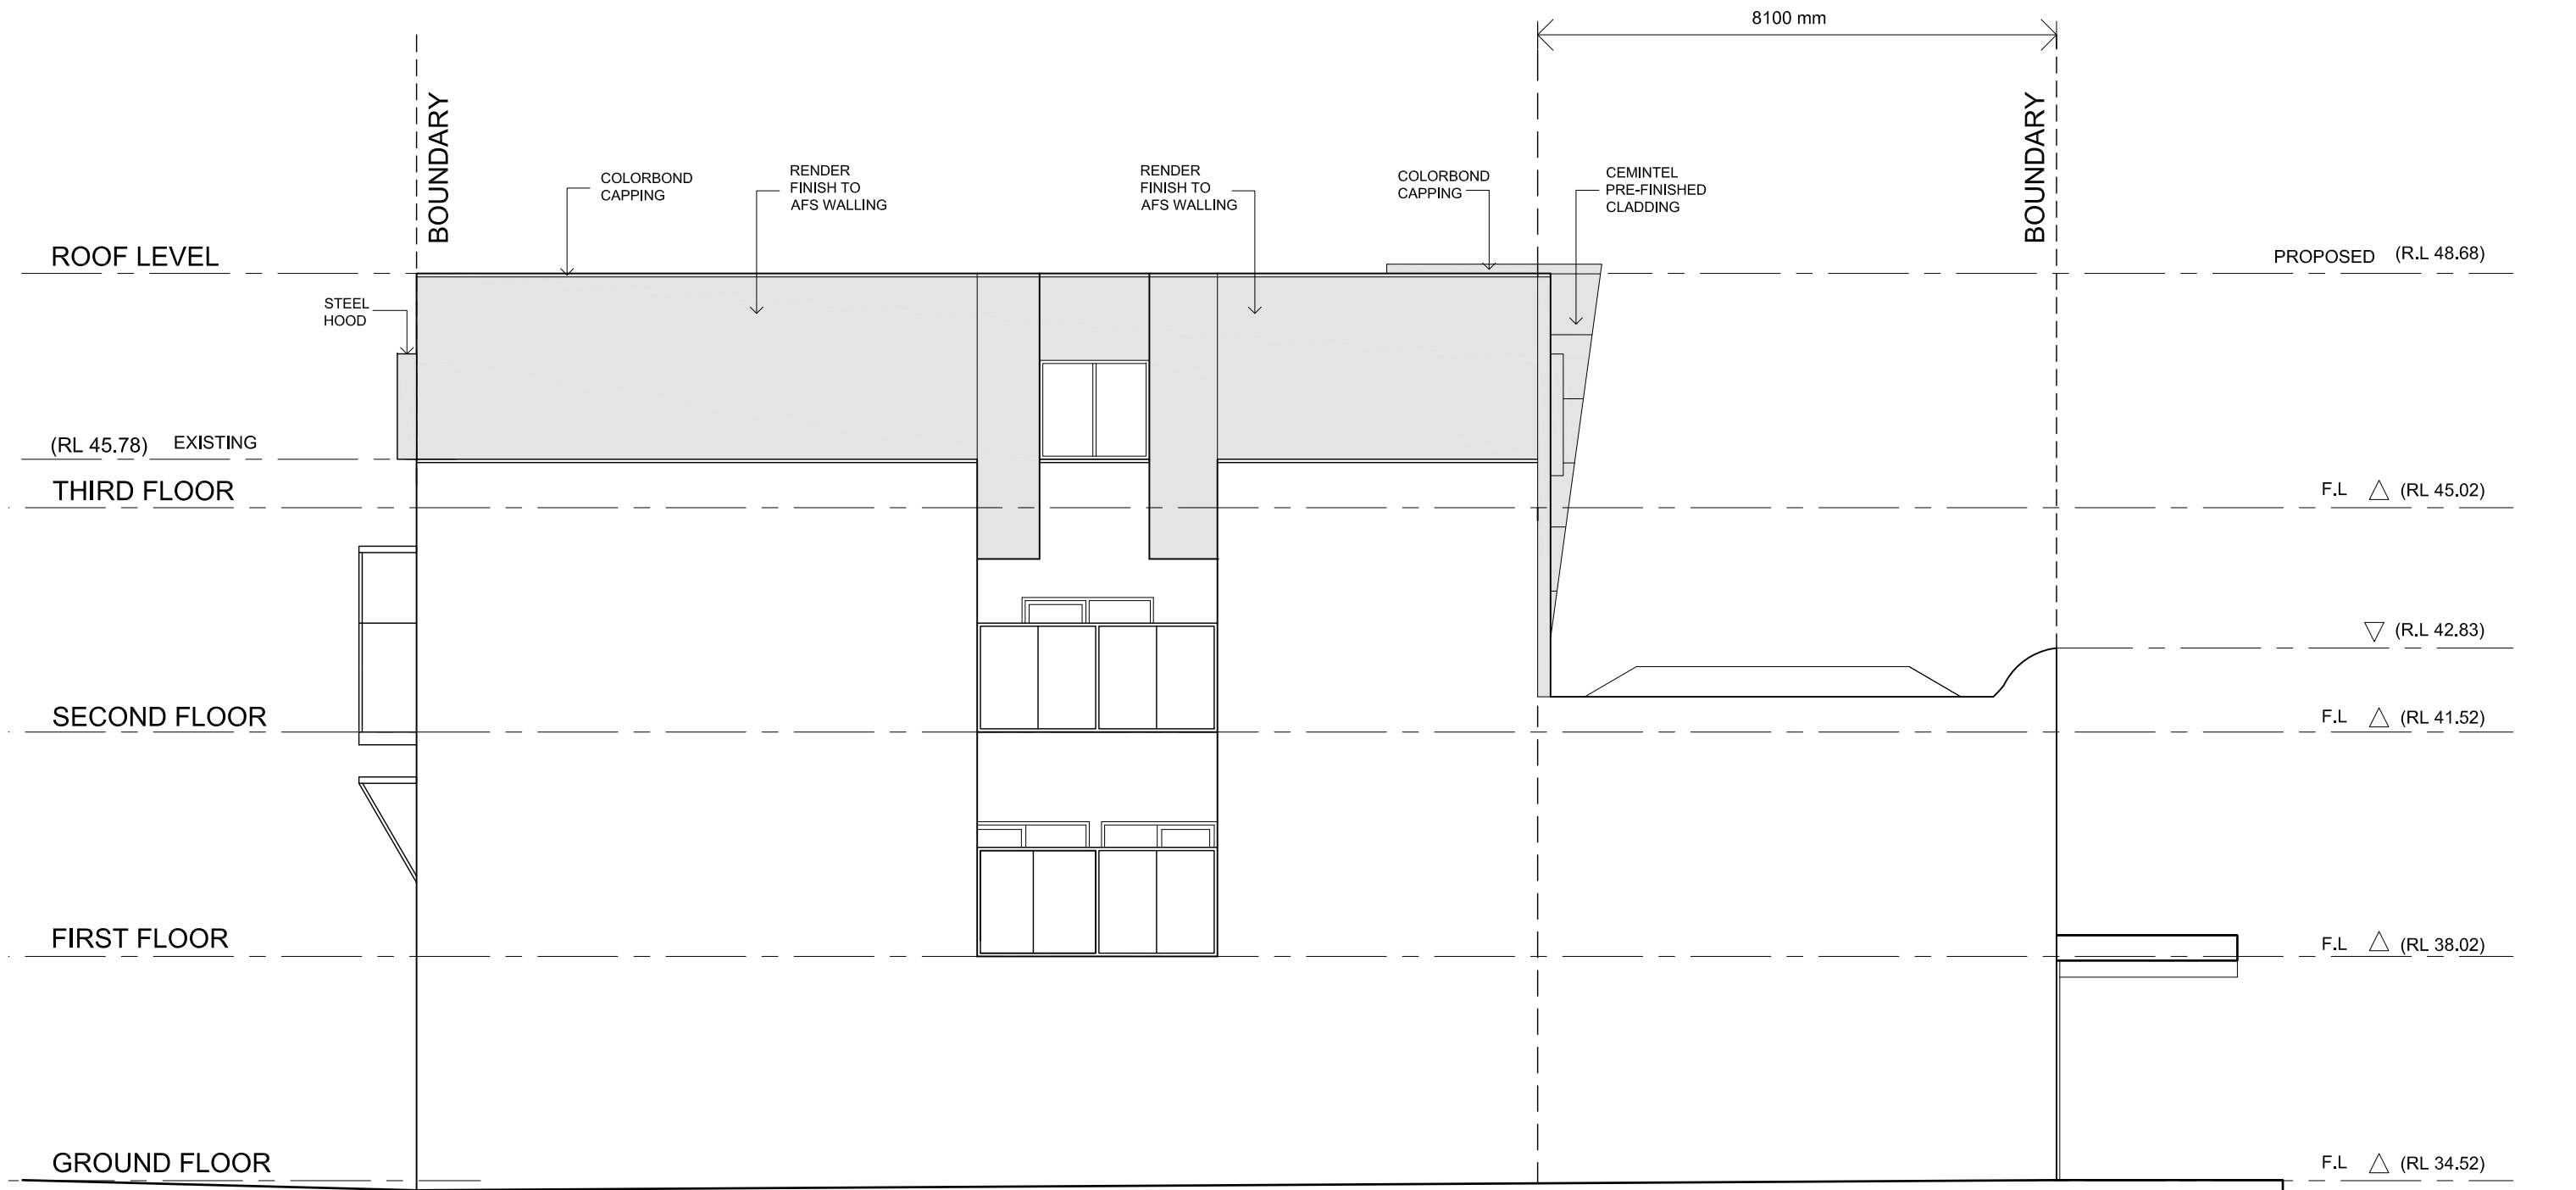 8100 mm
BOUNDARY
BOUNDARY
COLORBOND
CAPPING
RENDER
FINISH TO
AFS WALLING
RENDER
FINISH TO
AFS WALLING
COLORBOND
CAPPING
CEMINTEL
PRE-FINISHED
CLADDING
ROOF LEVEL
PROPOSED (R.L 48.68)
STEEL
HOOD
(RL 45.78) EXISTING
THIRD FLOOR
F.L (RL 45.02)
(R.L 42.83)
SECOND FLOOR
F.L (RL 41.52)
FIRST FLOOR
F.L (RL 38.02)
GROUND FLOOR
F.L (RL 34.52)